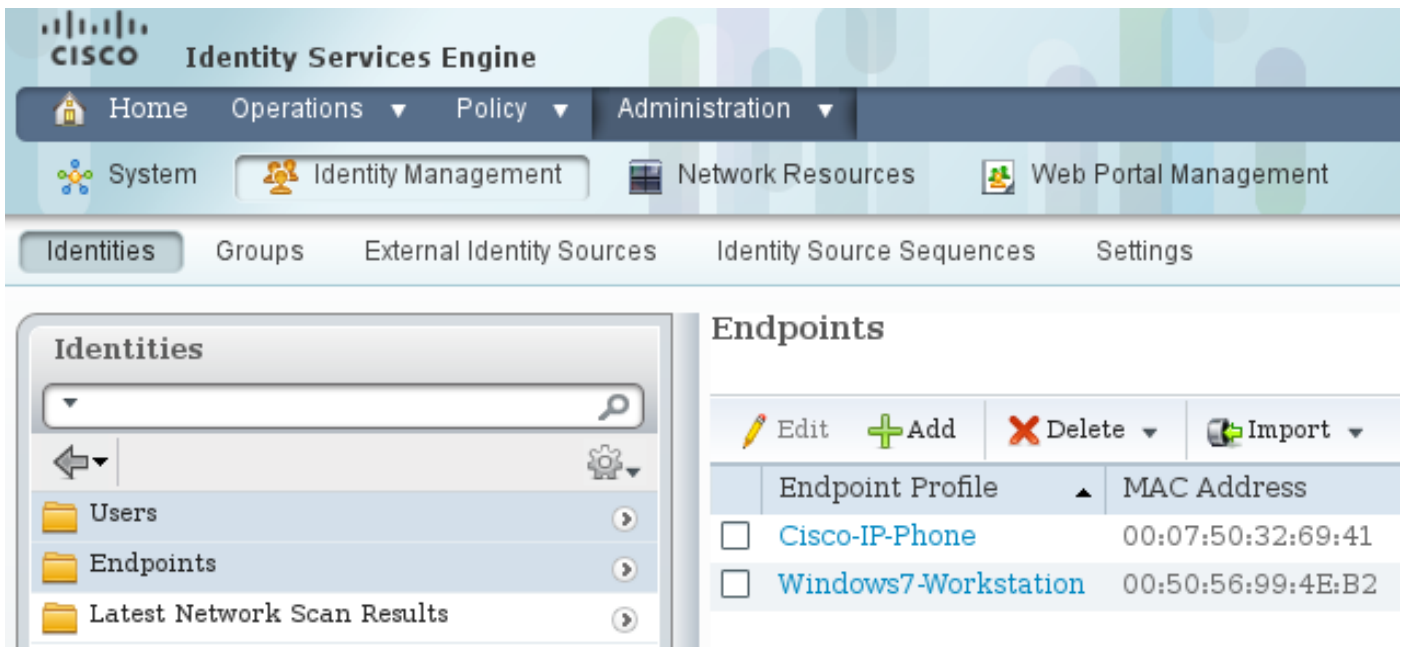 CISCO Identity Services Engine
Home Operations Policy Administration
System Identity Management Network Resources Web Portal Management
Identities Groups External Identity Sources Identity Source Sequences Settings
Identities
Users
Endpoints
Latest Network Scan Results
Endpoints
Edit Add Delete Import
Endpoint Profile MAC Address
Cisco-IP-Phone 00:07:50:32:69:41
Windows7-Workstation 00:50:56:99:4E:B2